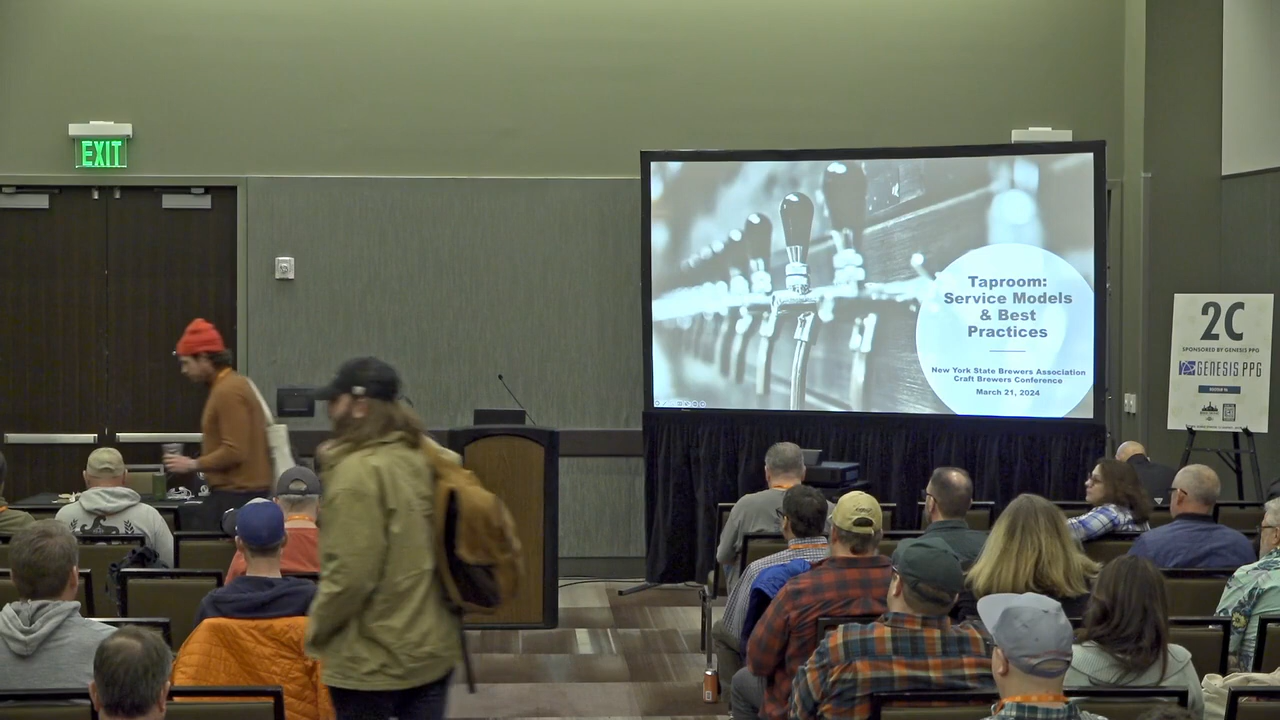 EXIT
Taproom:
Service Models
& Best
Practices
New York State Brewers Association
Craft Brewers Conference
March 21, 2024
2C
SPONSORED BY GENESIS PPG
GENESIS PPG